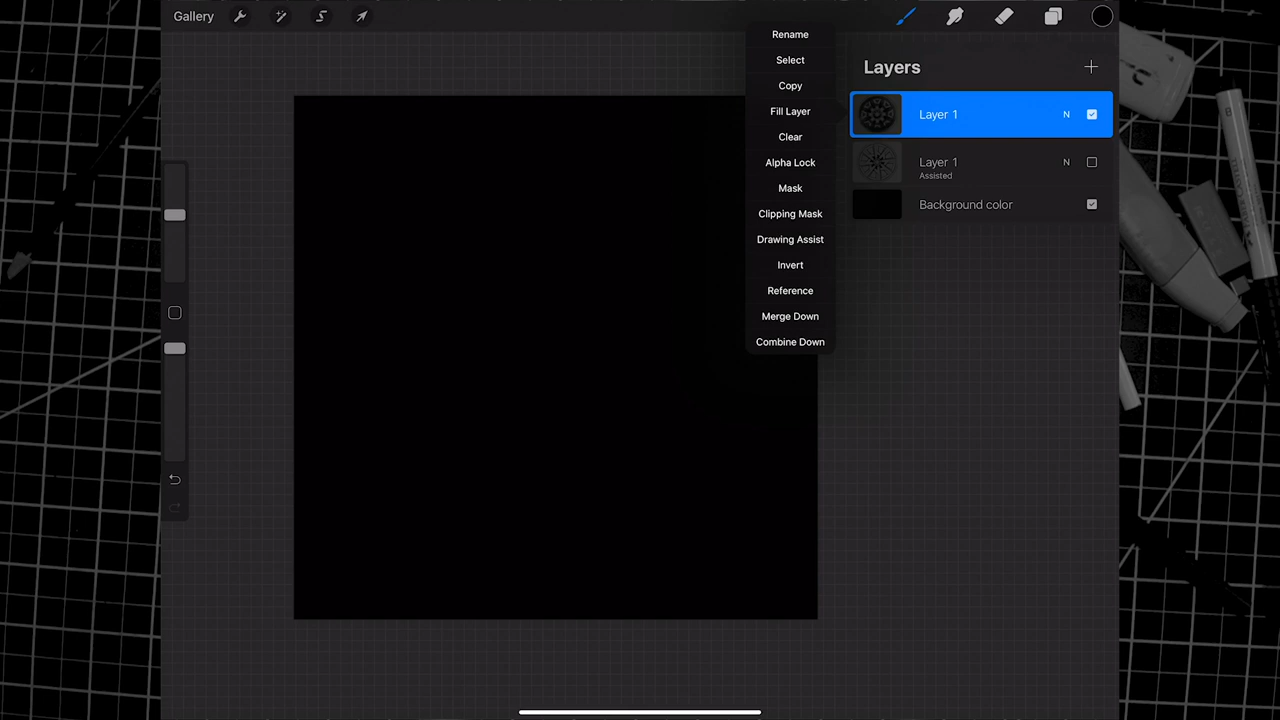 Gallery
Rename
Select
Copy
Fill Layer
Clear
Alpha Lock
Mask
Clipping Mask
Drawing Assist
Invert
Reference
Merge Down
Combine Down
Layers
Layer 1 N
Layer 1 N
Assisted
Background color